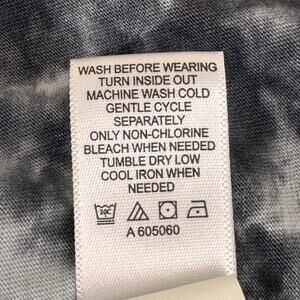 WASH BEFORE WEARING
TURN INSIDE OUT
MACHINE WASH COLD
GENTLE CYCLE
SEPARATELY
ONLY NON-CHLORINE
BLEACH WHEN NEEDED
TUMBLE DRY LOW
COOL IRON WHEN
NEEDED
A 605060